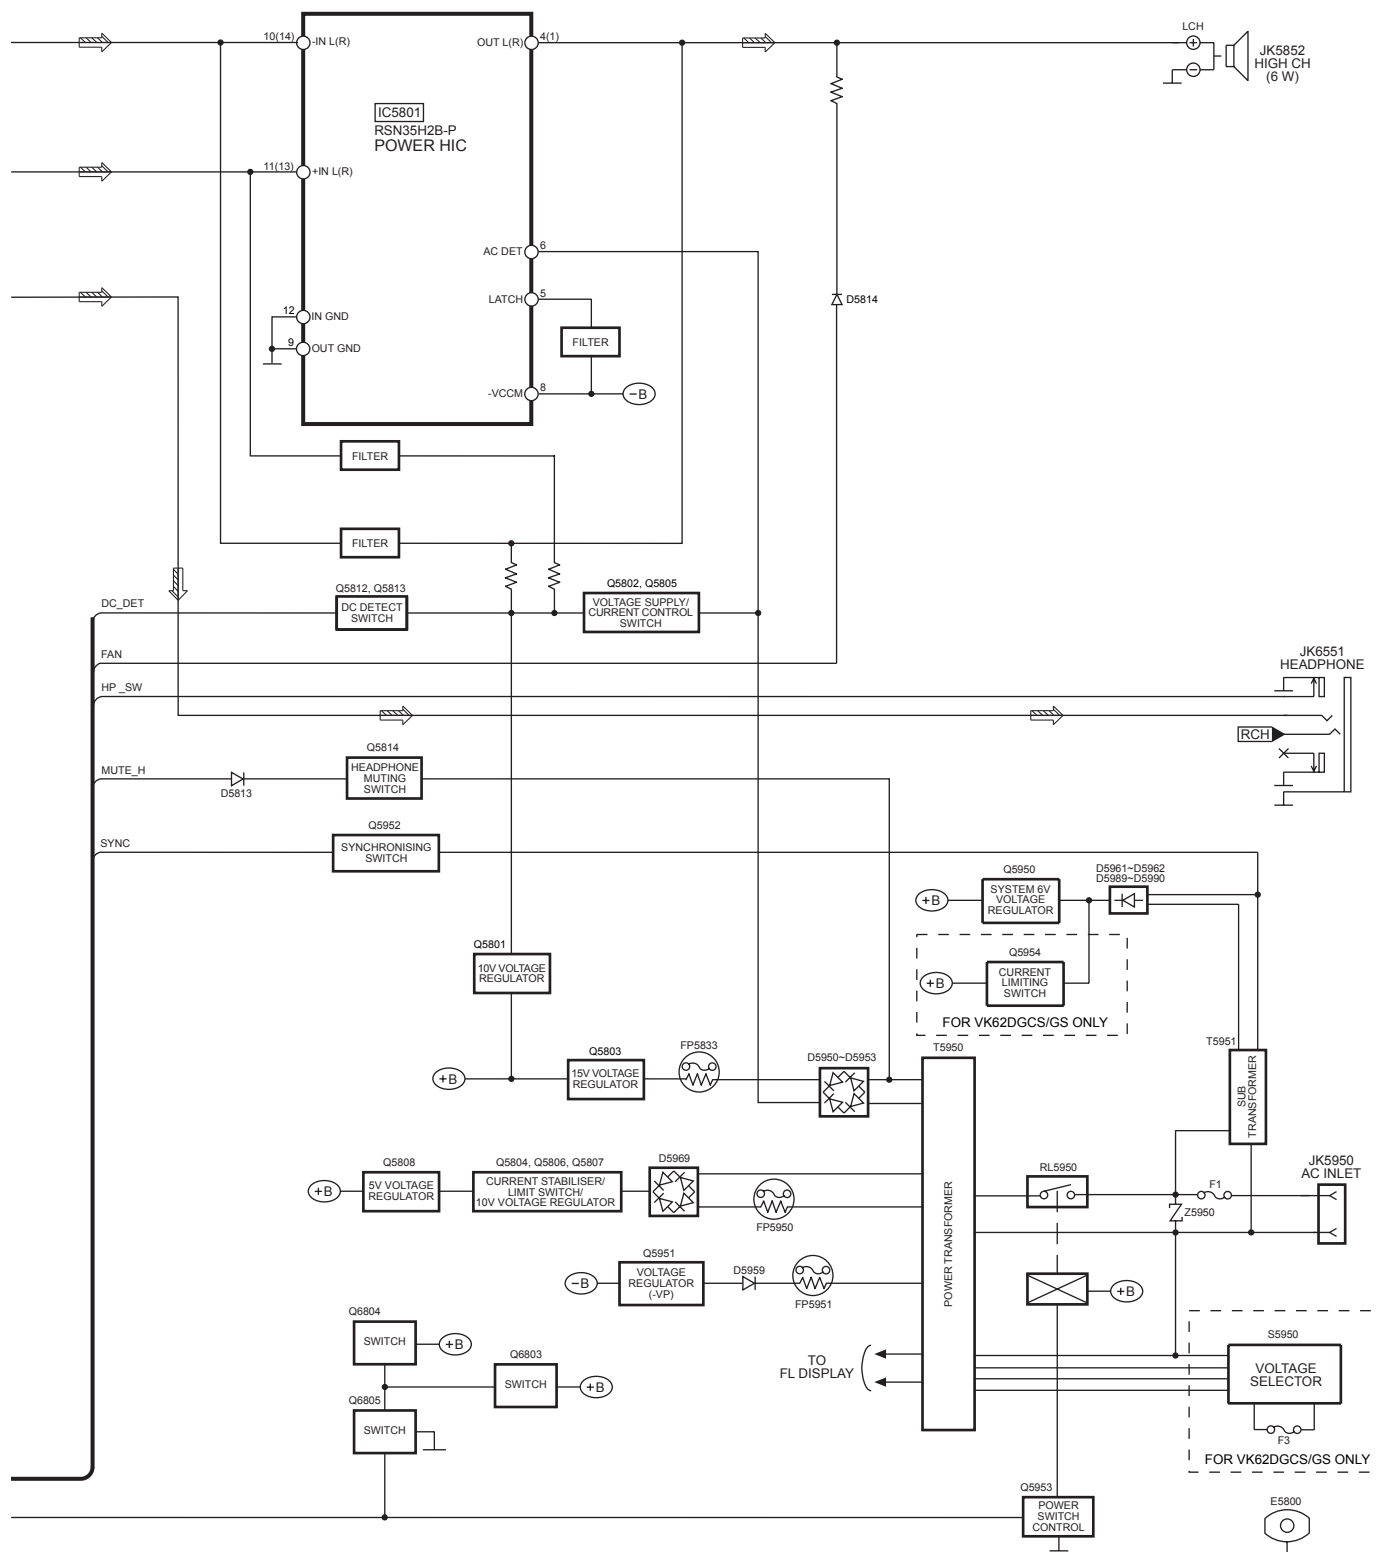 10(14)
-IN L(R)
OUT L(R)
4(1)
LCH
JK5852
HIGH CH
(6 W)
IC5801
RSN35H2B-P
POWER HIC
11(13)
+IN L(R)
AC DET
6
LATCH
5
D5814
12
IN GND
FILTER
9
OUT GND
-VCCM
8
−B
FILTER
FILTER
DC_DET
Q5812, Q5813
DC DETECT
SWITCH
Q5802, Q5805
VOLTAGE SUPPLY/
CURRENT CONTROL
SWITCH
FAN
JK6551
HEADPHONE
HP_SW
RCH
MUTE_H
D5813
Q5814
HEADPHONE
MUTING
SWITCH
SYNC
Q5952
SYNCHRONISING
SWITCH
+B
Q5950
SYSTEM 6V
VOLTAGE
REGULATOR
D5961~D5962
D5989~D5990
Q5801
10V VOLTAGE
REGULATOR
+B
Q5954
CURRENT
LIMITING
SWITCH
FOR VK62DGCS/GS ONLY
T5950
T5951
+B
Q5803
15V VOLTAGE
REGULATOR
FP5833
D5950~D5953
SUB
TRANSFORMER
+B
Q5808
5V VOLTAGE
REGULATOR
Q5804, Q5806, Q5807
CURRENT STABILISER/
LIMIT SWITCH/
10V VOLTAGE REGULATOR
D5969
FP5950
RL5950
F1
JK5950
AC INLET
Z5950
POWER TRANSFORMER
−B
Q5951
VOLTAGE
REGULATOR
(-VP)
D5959
FP5951
+B
Q6804
SWITCH
+B
Q6803
SWITCH
+B
TO
FL DISPLAY
S5950
VOLTAGE
SELECTOR
F3
FOR VK62DGCS/GS ONLY
Q6805
SWITCH
Q5953
POWER
SWITCH
CONTROL
E5800